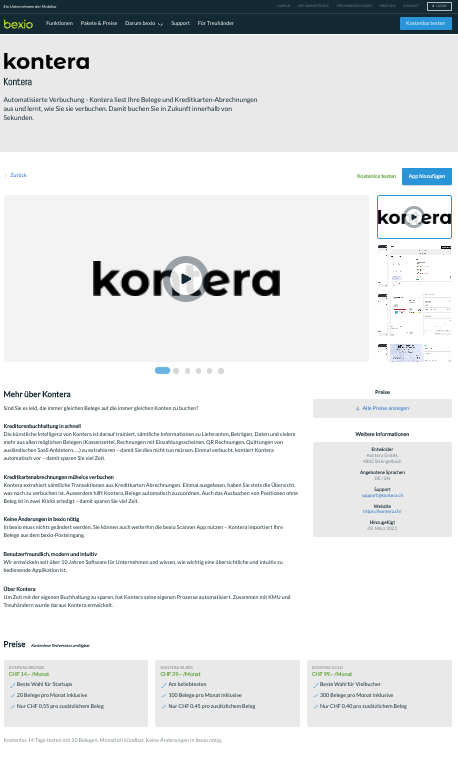 Ein Unternehmen der Mobiliar
LOGIN
bexio
Funktionen Pakete & Preise Darum bexio Support Für Treuhänder
Kostenlos testen
kontera
Kontera
Automatisierte Verbuchung - Kontera liest Ihre Belege und Kreditkarten-Abrechnungen
aus und lernt, wie Sie sie verbuchen. Damit buchen Sie in Zukunft innerhalb von
Sekunden.
Zurück
Kostenlos testen
App hinzufügen
kontera
kontera
Mehr über Kontera
Sind Sie es leid, die immer gleichen Belege auf die immer gleichen Konten zu buchen?
Kreditorenbuchhaltung in schnell
Die künstliche Intelligenz von Kontera ist darauf trainiert, sämtliche Informationen zu Lieferanten, Beträgen, Daten und vielem
mehr aus allen möglichen Belegen (Kassenzettel, Rechnungen mit Einzahlungsscheinen, QR Rechnungen, Quittungen von
ausländischen SaaS Anbietern, ...) zu extrahieren – damit Sie dies nicht tun müssen. Einmal verbucht, kontiert Kontera
automatisch vor – damit sparen Sie viel Zeit.
Kreditkartenabrechnungen mühelos verbuchen
Kontera extrahiert sämtliche Transaktionen von Kreditkartenabrechnungen. Einmal ausgelesen, haben Sie stets die Übersicht,
was noch zu verbuchen ist. Ausserdem hilft Kontera, Belege automatisch zuzuordnen. Auch das Ausbuchen von Positionen ohne
Beleg ist in zwei Klicks erledigt – damit sparen Sie viel Zeit.
Keine Änderungen in bexio nötig
In bexio muss nichts geändert werden. Sie können auch weiterhin die bexio Scanner App nutzen – Kontera importiert Ihre
Belege aus dem bexio-Posteingang.
Benutzerfreundlich, modern und intuitiv
Wir entwickeln seit über 10 Jahren Software für Unternehmen und wissen, wie wichtig eine übersichtliche und intuitiv zu
bedienende Applikation ist.
Über Kontera
Um Zeit mit der eigenen Buchhaltung zu sparen, hat Kontera seine eigenen Prozesse automatisiert. Zusammen mit KMU und
Treuhändern wurde daraus Kontera entwickelt.
Preise
Alle Preise anzeigen
Weitere Informationen
Entwickler
Kontera GmbH,
4802 Strengelbach
Angebotene Sprachen
DE / EN
Support
support@kontera.ch
Website
https://kontera.ch/
Hinzugefügt
09. März 2021
Preise Kostenlose Testversion verfügbar
KONTERA BRONZE
CHF 14.– /Monat
Beste Wahl für Startups
20 Belege pro Monat inklusive
Nur CHF 0,55 pro zusätzlichem Beleg
KONTERA SILBER
CHF 39.– /Monat
Am beliebtesten
100 Belege pro Monat inklusive
Nur CHF 0,45 pro zusätzlichem Beleg
KONTERA GOLD
CHF 99.– /Monat
Beste Wahl für Vielbucher
300 Belege pro Monat inklusive
Nur CHF 0,40 pro zusätzlichem Beleg
Kostenlos 14 Tage testen mit 20 Belegen. Monatlich kündbar. Keine Änderungen in bexio nötig.